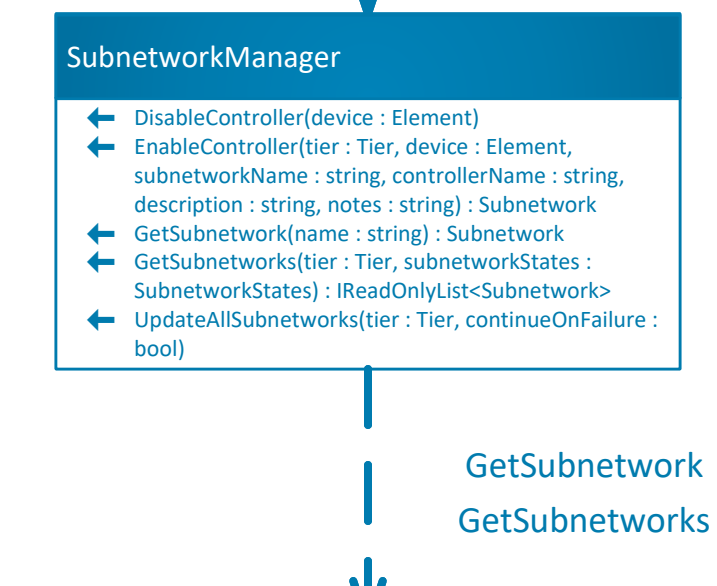 SubnetworkManager
DisableController(device : Element)
EnableController(tier : Tier, device : Element,
subnetworkName : string, controllerName : string,
description : string, notes : string) : Subnetwork
GetSubnetwork(name : string) : Subnetwork
GetSubnetworks(tier : Tier, subnetworkStates :
SubnetworkStates) : IReadOnlyList<Subnetwork>
UpdateAllSubnetworks(tier : Tier, continueOnFailure :
bool)
GetSubnetwork
GetSubnetworks